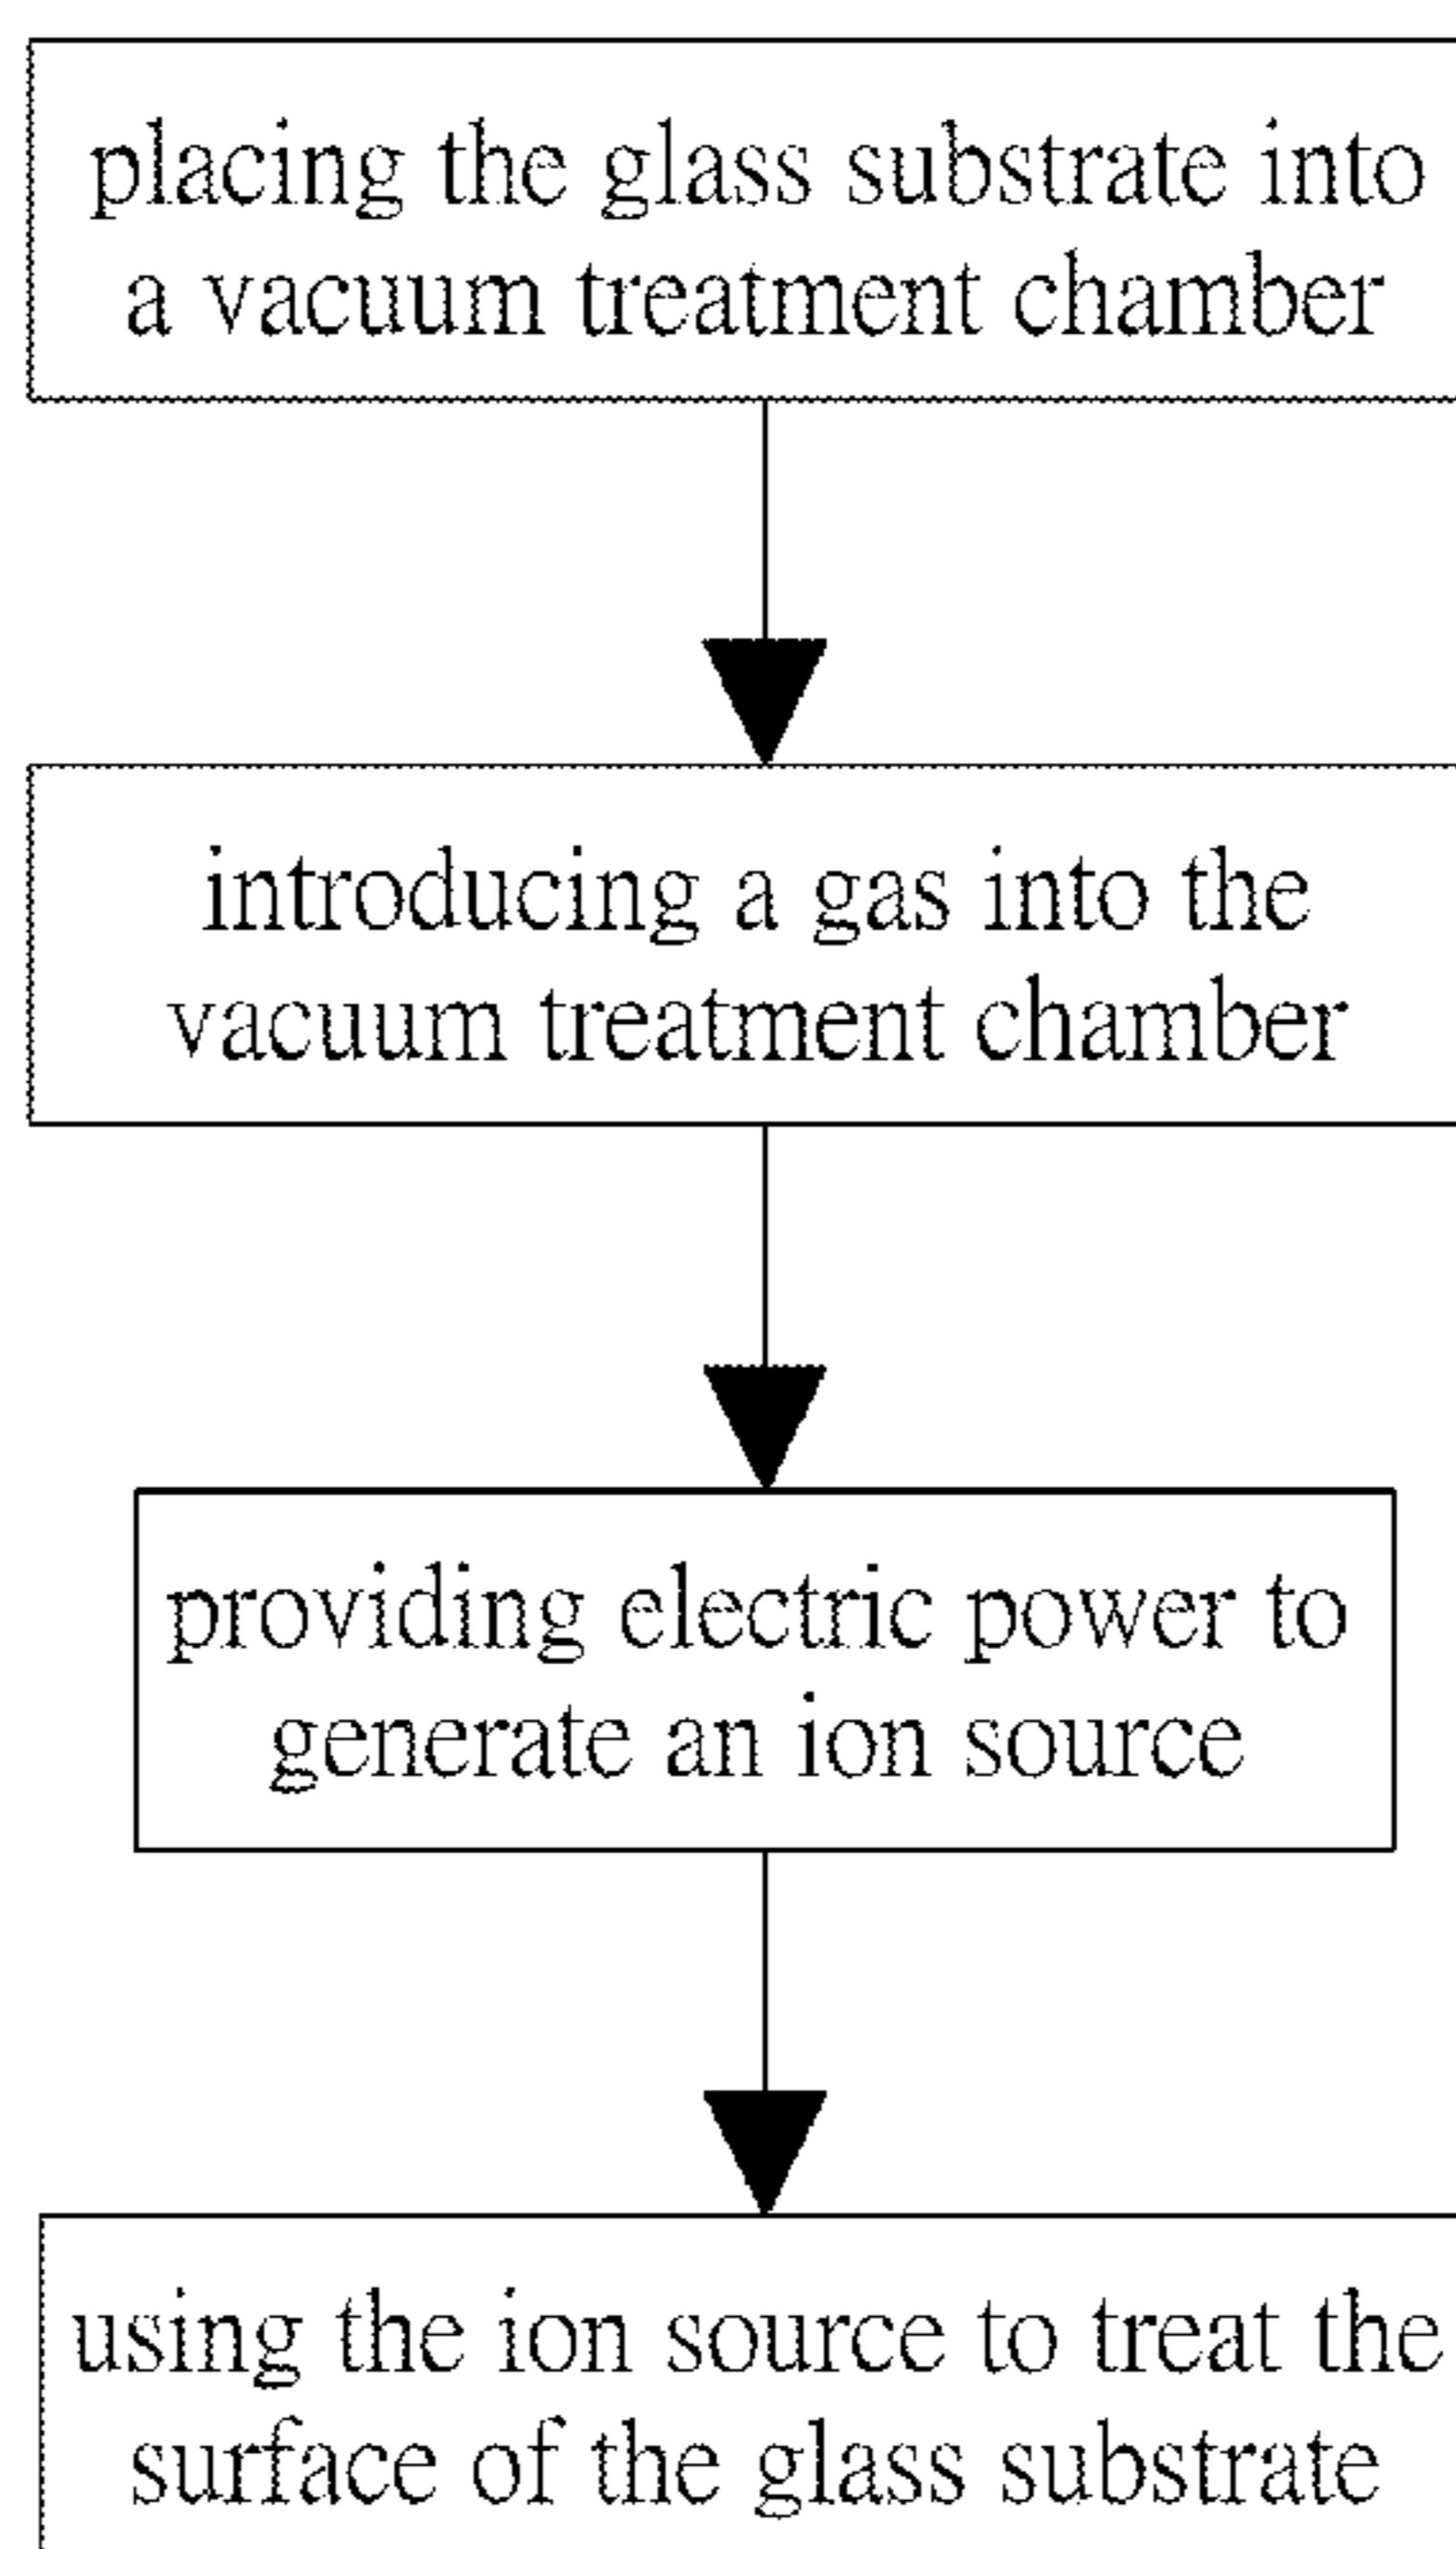 placing the glass substrate into
a vacuum treatment chamber
introducing a gas into the
vacuum treatment chamber
providing electric power to
generate an ion source
using the ion source to treat the
surface of the glass substrate